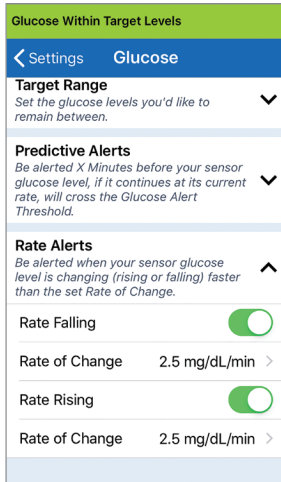 Glucose Within Target Levels
Settings Glucose
Target Range
Set the glucose levels you'd like to
remain between.
Predictive Alerts
Be alerted X Minutes before your sensor
glucose level, if it continues at its current
rate, will cross the Glucose Alert
Threshold.
Rate Alerts
Be alerted when your sensor glucose
level is changing (rising or falling) faster
than the set Rate of Change.
Rate Falling
Rate of Change 2.5 mg/dL/min
Rate Rising
Rate of Change 2.5 mg/dL/min